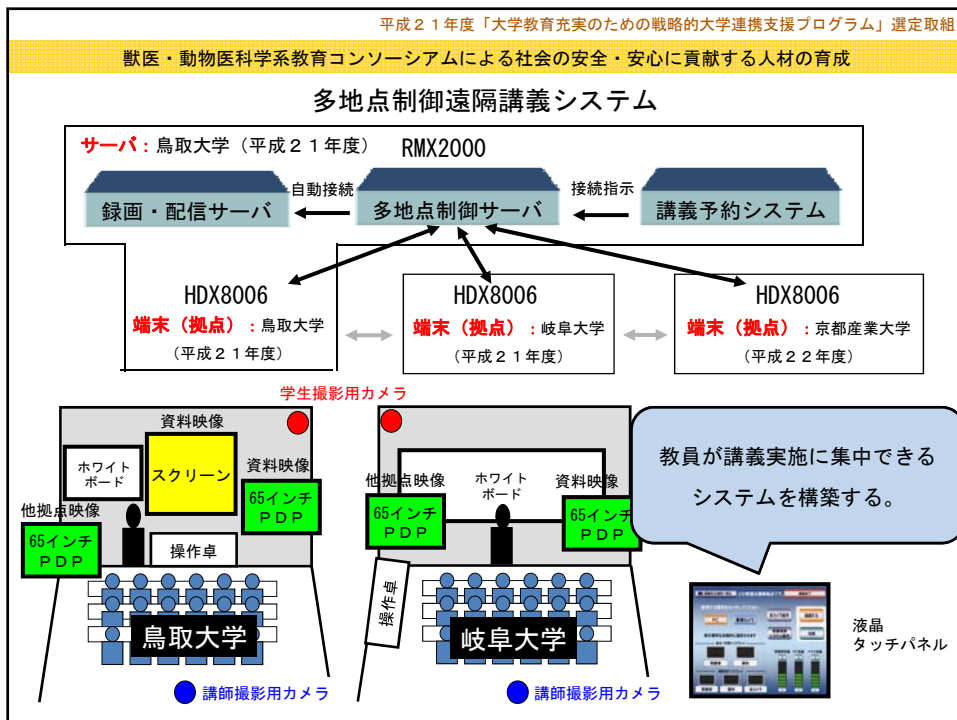 平成２１年度「大学教育充実のための戦略的大学連携支援プログラム」選定取組
獣医・動物医科学系教育コンソーシアムによる社会の安全・安心に貢献する人材の育成
多地点制御遠隔講義システム
サーバ：鳥取大学（平成２１年度） RMX2000
録画・配信サーバ
自動接続
多地点制御サーバ
接続指示
講義予約システム
HDX8006
端末（拠点）：鳥取大学
（平成２１年度）
HDX8006
端末（拠点）：岐阜大学
（平成２１年度）
HDX8006
端末（拠点）：京都産業大学
（平成２２年度）
学生撮影用カメラ
資料映像
ホワイト
ボード
スクリーン
資料映像
65インチ
ＰＤＰ
他拠点映像
65インチ
ＰＤＰ
操作卓
鳥取大学
講師撮影用カメラ
他拠点映像
65インチ
ＰＤＰ
ホワイト
ボード
資料映像
65インチ
ＰＤＰ
操作卓
岐阜大学
講師撮影用カメラ
教員が講義実施に集中できる
システムを構築する。
液晶
タッチパネル